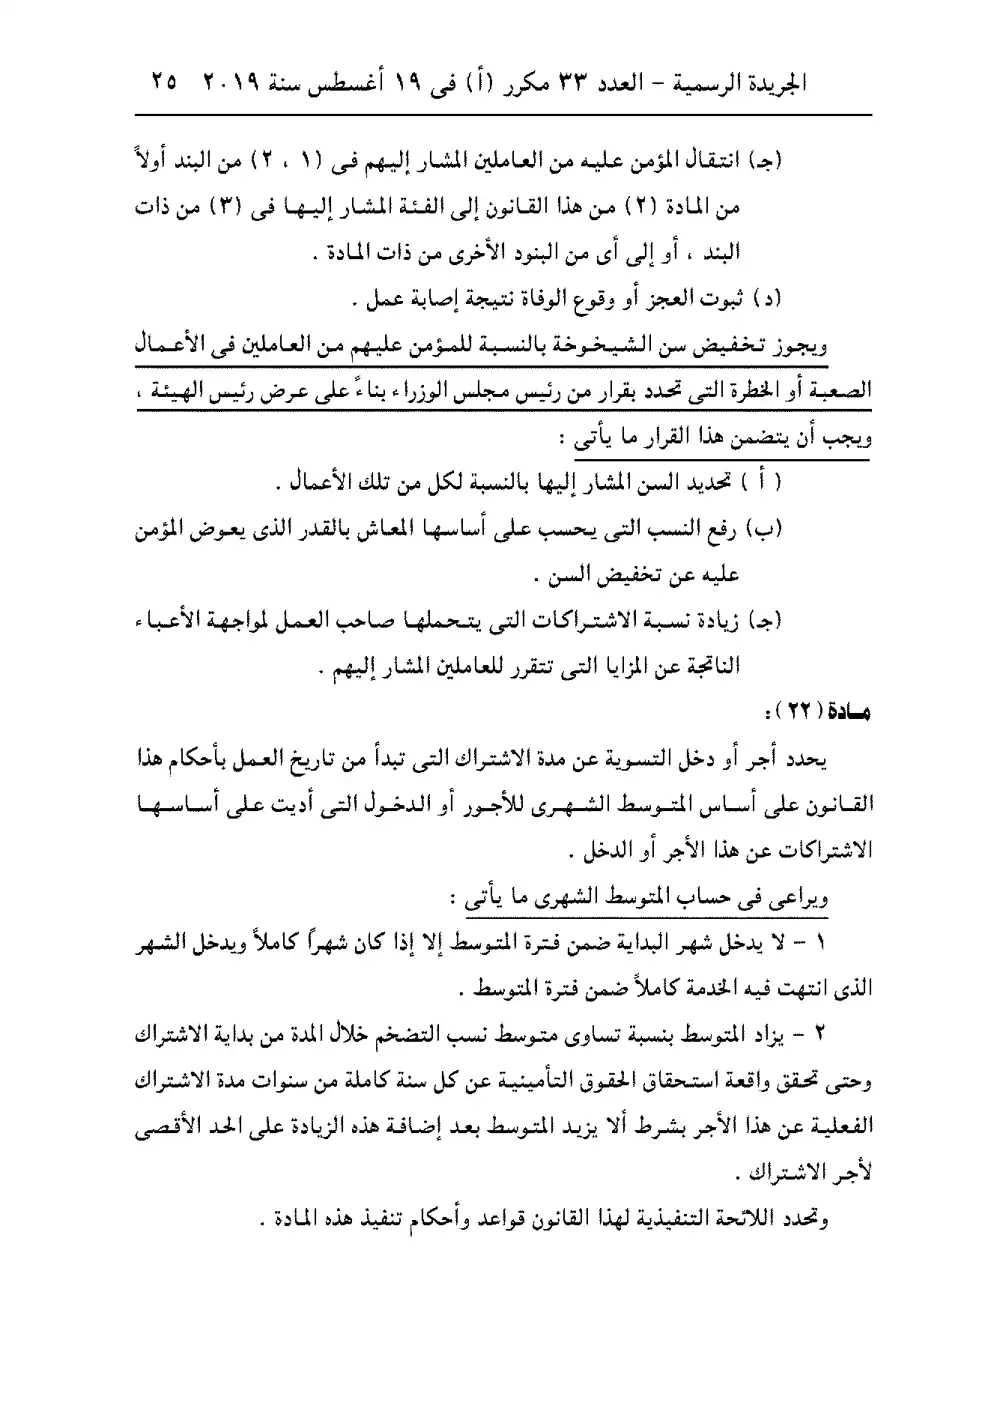 الجريدة الرسمية – العدد ٣٣ مكرر (أ) فى ١٩ أغسطس سنة ٢٠١٩ ٢٥
(جـ) انتقال المؤمن عليه من العاملين المشار إليهم فى (١ ، ٢) من البند أولاً
من المادة (٢) من هذا القانون إلى الفئة المشار إليها فى (٣) من ذات
البند ، أو إلى أى من البنود الأخرى من ذات المادة .
(د) ثبوت العجز أو وقوع الوفاة نتيجة إصابة عمل .
ويجوز تخفيض سن الشيخوخة بالنسبة للمؤمن عليهم من العاملين فى الأعمال
الصعبة أو الخطرة التى تحدد بقرار من رئيس مجلس الوزراء بناءً على عرض رئيس الهيئة ،
ويجب أن يتضمن هذا القرار ما يأتى :
( أ ) تحديد السن المشار إليها بالنسبة لكل من تلك الأعمال .
(ب) رفع النسب التى يحسب على أساسها المعاش بالقدر الذى يعوض المؤمن
عليه عن تخفيض السن .
(جـ) زيادة نسبة الاشتراكات التى يتحملها صاحب العمل لمواجهة الأعباء
الناتجة عن المزايا التى تتقرر للعاملين المشار إليهم .
مادة (٢٢) :
يحدد أجر أو دخل التسوية عن مدة الاشتراك التى تبدأ من تاريخ العمل بأحكام هذا
القانون على أساس المتوسط الشهرى للأجور أو الدخول التى أديت على أساسها
الاشتراكات عن هذا الأجر أو الدخل .
ويراعى فى حساب المتوسط الشهرى ما يأتى :
١ – لا يدخل شهر البداية ضمن فترة المتوسط إلا إذا كان شهراً كاملاً ويدخل الشهر
الذى انتهت فيه الخدمة كاملاً ضمن فترة المتوسط .
٢ – يزاد المتوسط بنسبة تساوى متوسط نسب التضخم خلال المدة من بداية الاشتراك
وحتى تحقق واقعة استحقاق الحقوق التأمينية عن كل سنة كاملة من سنوات مدة الاشتراك
الفعلية عن هذا الأجر بشرط ألا يزيد المتوسط بعد إضافة هذه الزيادة على الحد الأقصى
لأجر الاشتراك .
وتحدد اللائحة التنفيذية لهذا القانون قواعد وأحكام تنفيذ هذه المادة .